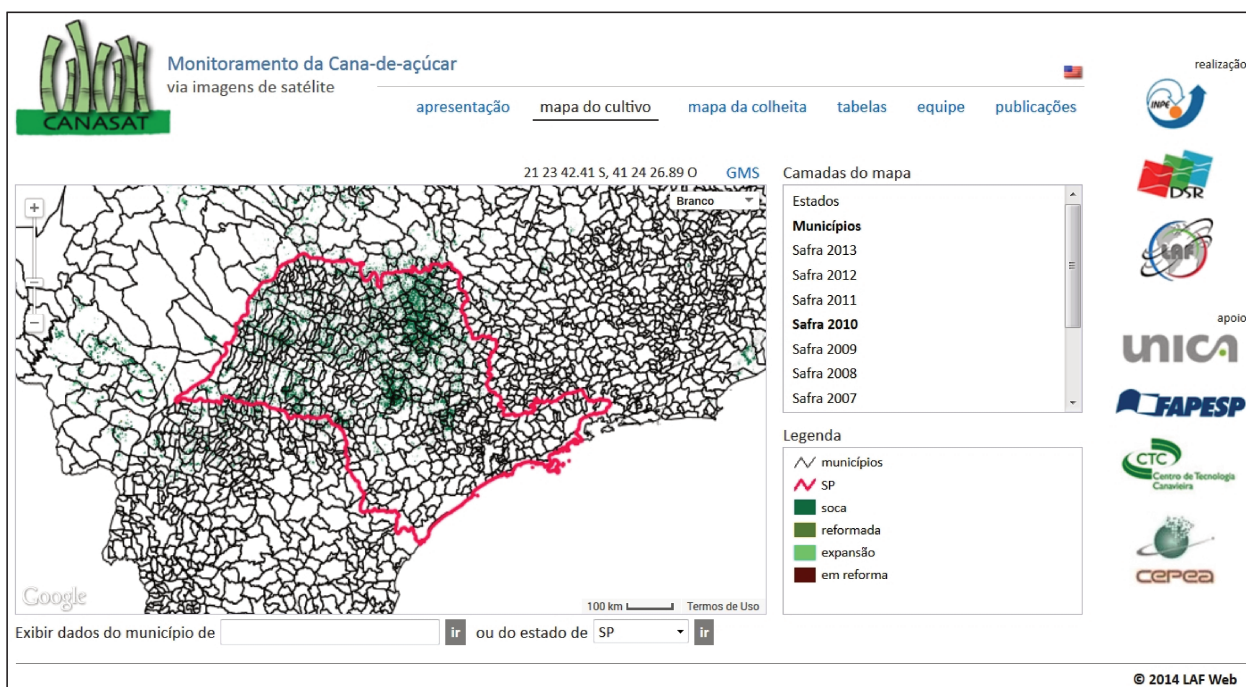 CANASAT
Monitoramento da Cana-de-açúcar
via imagens de satélite
apresentação mapa do cultivo mapa da colheita tabelas equipe publicações
realização
INPE
DSR
LAF
apoio
unica
FAPESP
CTC
Centro de Tecnologia
Canavieira
cepea
21 23 42.41 S, 41 24 26.89 O GMS
Branco
Google
100 km
Termos de Uso
Camadas do mapa
Estados
Municípios
Safra 2013
Safra 2012
Safra 2011
Safra 2010
Safra 2009
Safra 2008
Safra 2007
Legenda
municípios
SP
soca
reformada
expansão
em reforma
Exibir dados do município de ir ou do estado de SP ir
© 2014 LAF Web